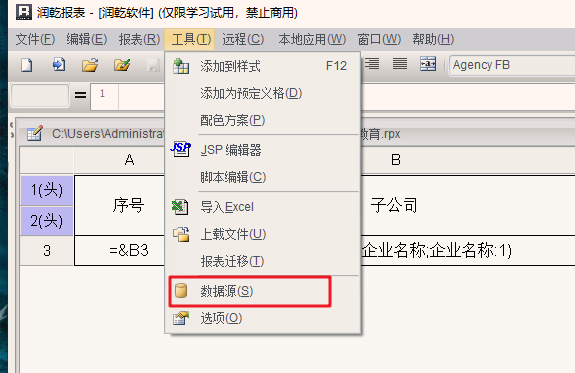 润乾报表 - [润乾软件] (仅限学习试用，禁止商用)
文件(F) 编辑(E) 报表(R) 工具(T) 远程(C) 本地应用(W) 窗口(W) 帮助(H)
添加到样式 F12
Agency FB
添加为预定义格(D)
= 1
配色方案(P)
C:\Users\Administrat 教育.rpx
JSP JSP 编辑器
A B
脚本编辑(C)
1(头)
序号 子公司
导入Excel
2(头)
上载文件(U)
3 =&B3 企业名称;企业名称:1)
报表迁移(T)
数据源(S)
选项(O)